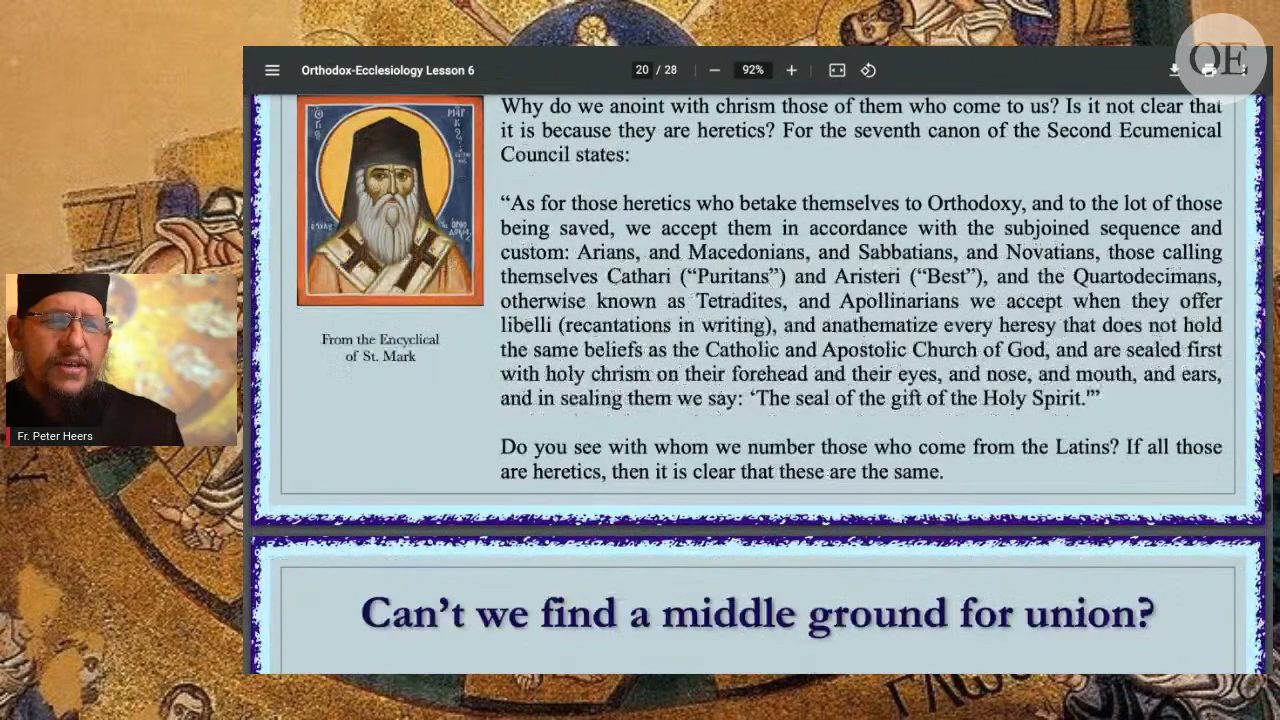 OE
Orthodox-Ecclesiology Lesson 6
20 / 28
92%
Why do we anoint with chrism those of them who come to us? Is it not clear that
it is because they are heretics? For the seventh canon of the Second Ecumenical
Council states:
“As for those heretics who betake themselves to Orthodoxy, and to the lot of those
being saved, we accept them in accordance with the subjoined sequence and
custom: Arians, and Macedonians, and Sabbatians, and Novatians, those calling
themselves Cathari (“Puritans”) and Aristeri (“Best”), and the Quartodecimans,
otherwise known as Tetradites, and Apollinarians we accept when they offer
libelli (recantations in writing), and anathematize every heresy that does not hold
the same beliefs as the Catholic and Apostolic Church of God, and are sealed first
with holy chrism on their forehead and their eyes, and nose, and mouth, and ears,
and in sealing them we say: ‘The seal of the gift of the Holy Spirit.’”
Do you see with whom we number those who come from the Latins? If all those
are heretics, then it is clear that these are the same.
From the Encyclical
of St. Mark
Fr. Peter Heers
Can’t we find a middle ground for union?